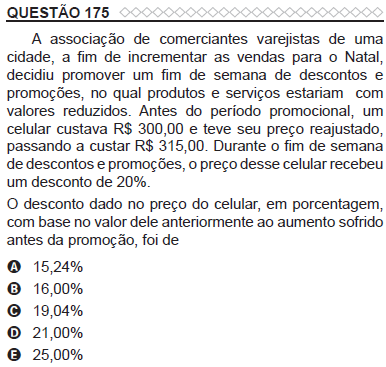 QUESTÃO 175
A associação de comerciantes varejistas de uma
cidade, a fim de incrementar as vendas para o Natal,
decidiu promover um fim de semana de descontos e
promoções, no qual produtos e serviços estariam com
valores reduzidos. Antes do período promocional, um
celular custava R$ 300,00 e teve seu preço reajustado,
passando a custar R$ 315,00. Durante o fim de semana
de descontos e promoções, o preço desse celular recebeu
um desconto de 20%.
O desconto dado no preço do celular, em porcentagem,
com base no valor dele anteriormente ao aumento sofrido
antes da promoção, foi de
A 15,24%
B 16,00%
C 19,04%
D 21,00%
E 25,00%